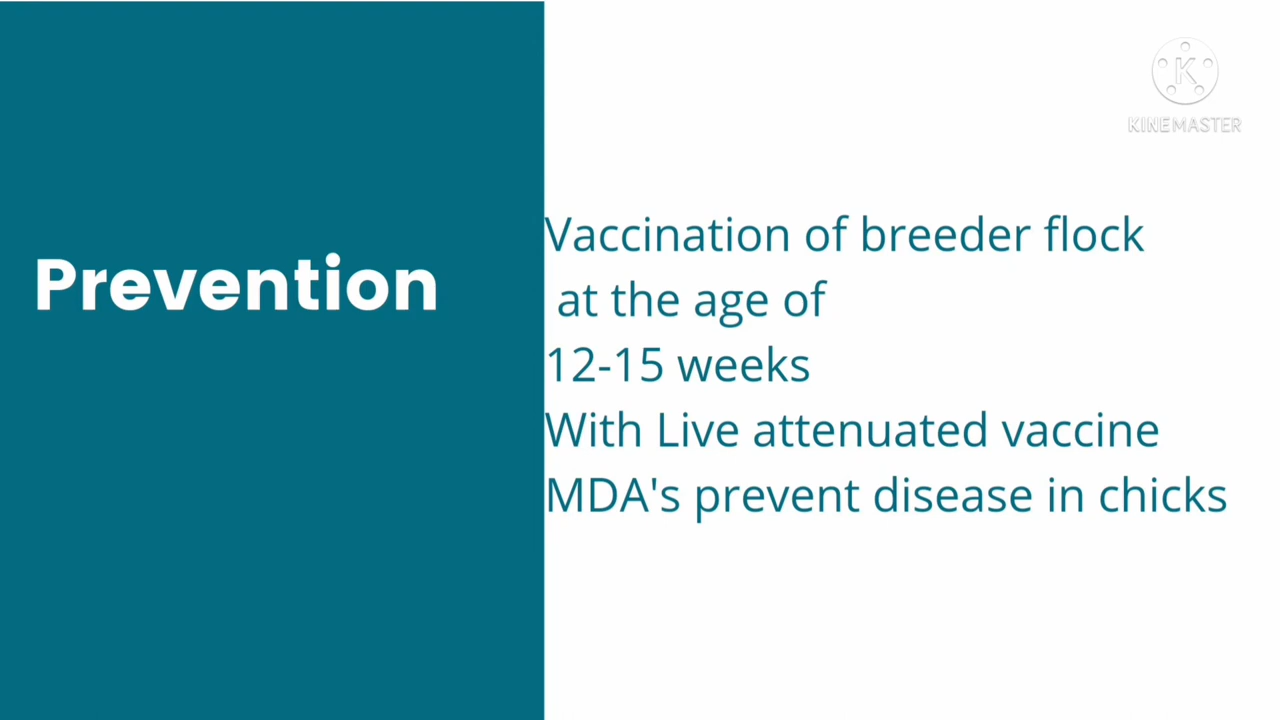 KINEMASTER
Prevention
Vaccination of breeder flock
at the age of
12-15 weeks
With Live attenuated vaccine
MDA's prevent disease in chicks